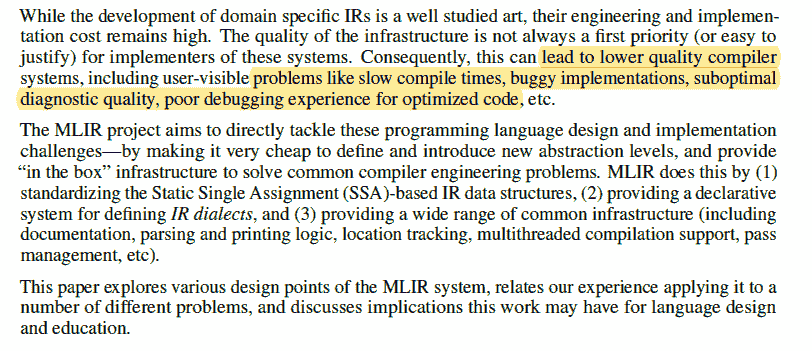 While the development of domain specific IRs is a well studied art, their engineering and implemen-
tation cost remains high. The quality of the infrastructure is not always a first priority (or easy to
justify) for implementers of these systems. Consequently, this can lead to lower quality compiler
systems, including user-visible problems like slow compile times, buggy implementations, suboptimal
diagnostic quality, poor debugging experience for optimized code, etc.
The MLIR project aims to directly tackle these programming language design and implementation
challenges—by making it very cheap to define and introduce new abstraction levels, and provide
“in the box” infrastructure to solve common compiler engineering problems. MLIR does this by (1)
standardizing the Static Single Assignment (SSA)-based IR data structures, (2) providing a declarative
system for defining IR dialects, and (3) providing a wide range of common infrastructure (including
documentation, parsing and printing logic, location tracking, multithreaded compilation support, pass
management, etc).
This paper explores various design points of the MLIR system, relates our experience applying it to a
number of different problems, and discusses implications this work may have for language design
and education.